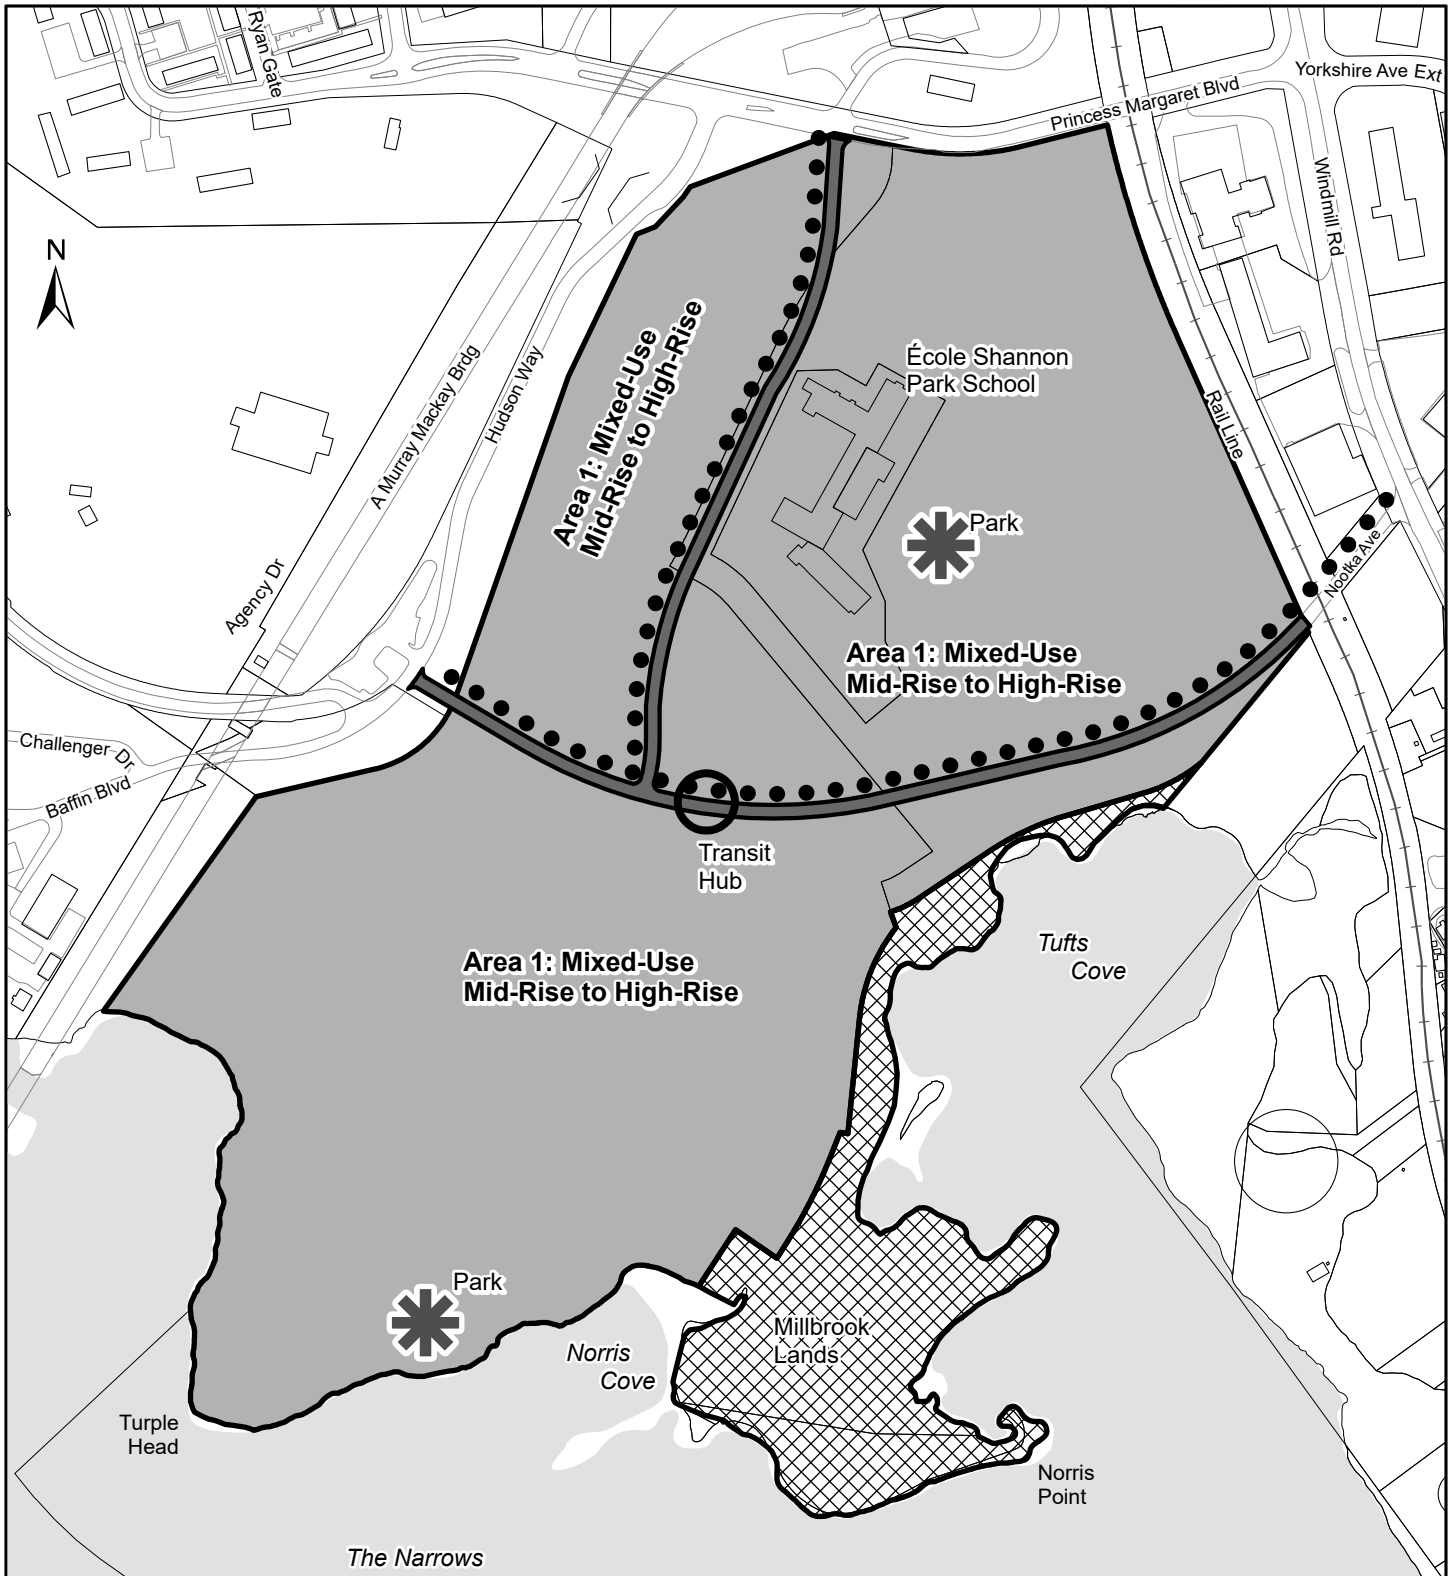 Ryan Gate
Yorkshire Ave Ext
Princess Margaret Blvd
Windmill Rd
N
École Shannon
Park School
Area 1: Mixed-Use
Mid-Rise to High-Rise
A Murray Mackay Brdg
Hudson Way
Rail Line
Park
Nootka Ave
Agency Dr
Area 1: Mixed-Use
Mid-Rise to High-Rise
Challenger Dr
Baffin Blvd
Transit
Hub
Tufts
Cove
Area 1: Mixed-Use
Mid-Rise to High-Rise
Park
Millbrook
Lands
Norris
Cove
Turple
Head
Norris
Point
The Narrows